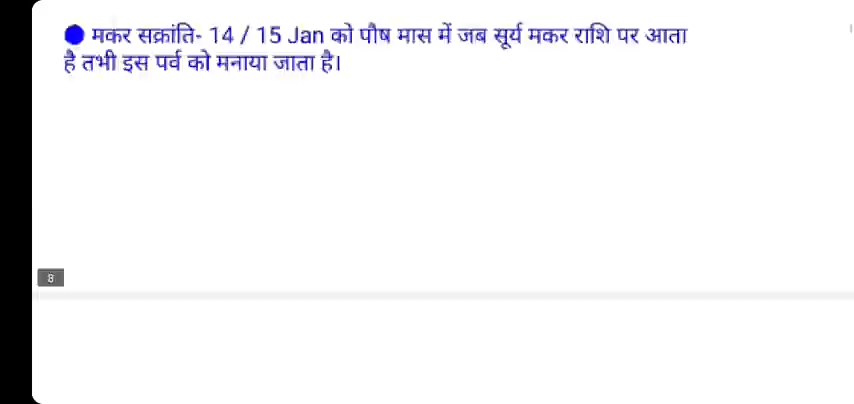 ● मकर सक्रांति- 14 / 15 Jan को पौष मास में जब सूर्य मकर राशि पर आता
है तभी इस पर्व को मनाया जाता है।
8